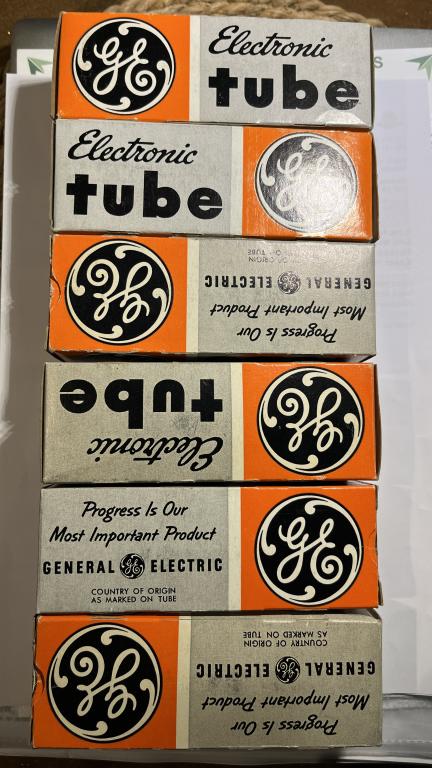 GE
Electronic
tube
S
Electronic
tube
GE
GE
Progress Is Our
Most Important Product
GENERAL GE ELECTRIC
OF ORIGIN
ON TUBE
Electronic
tube
GE
Progress Is Our
Most Important Product
GENERAL GE ELECTRIC
COUNTRY OF ORIGIN
AS MARKED ON TUBE
GE
GE
Progress Is Our
Most Important Product
GENERAL GE ELECTRIC
COUNTRY OF ORIGIN
AS MARKED ON TUBE